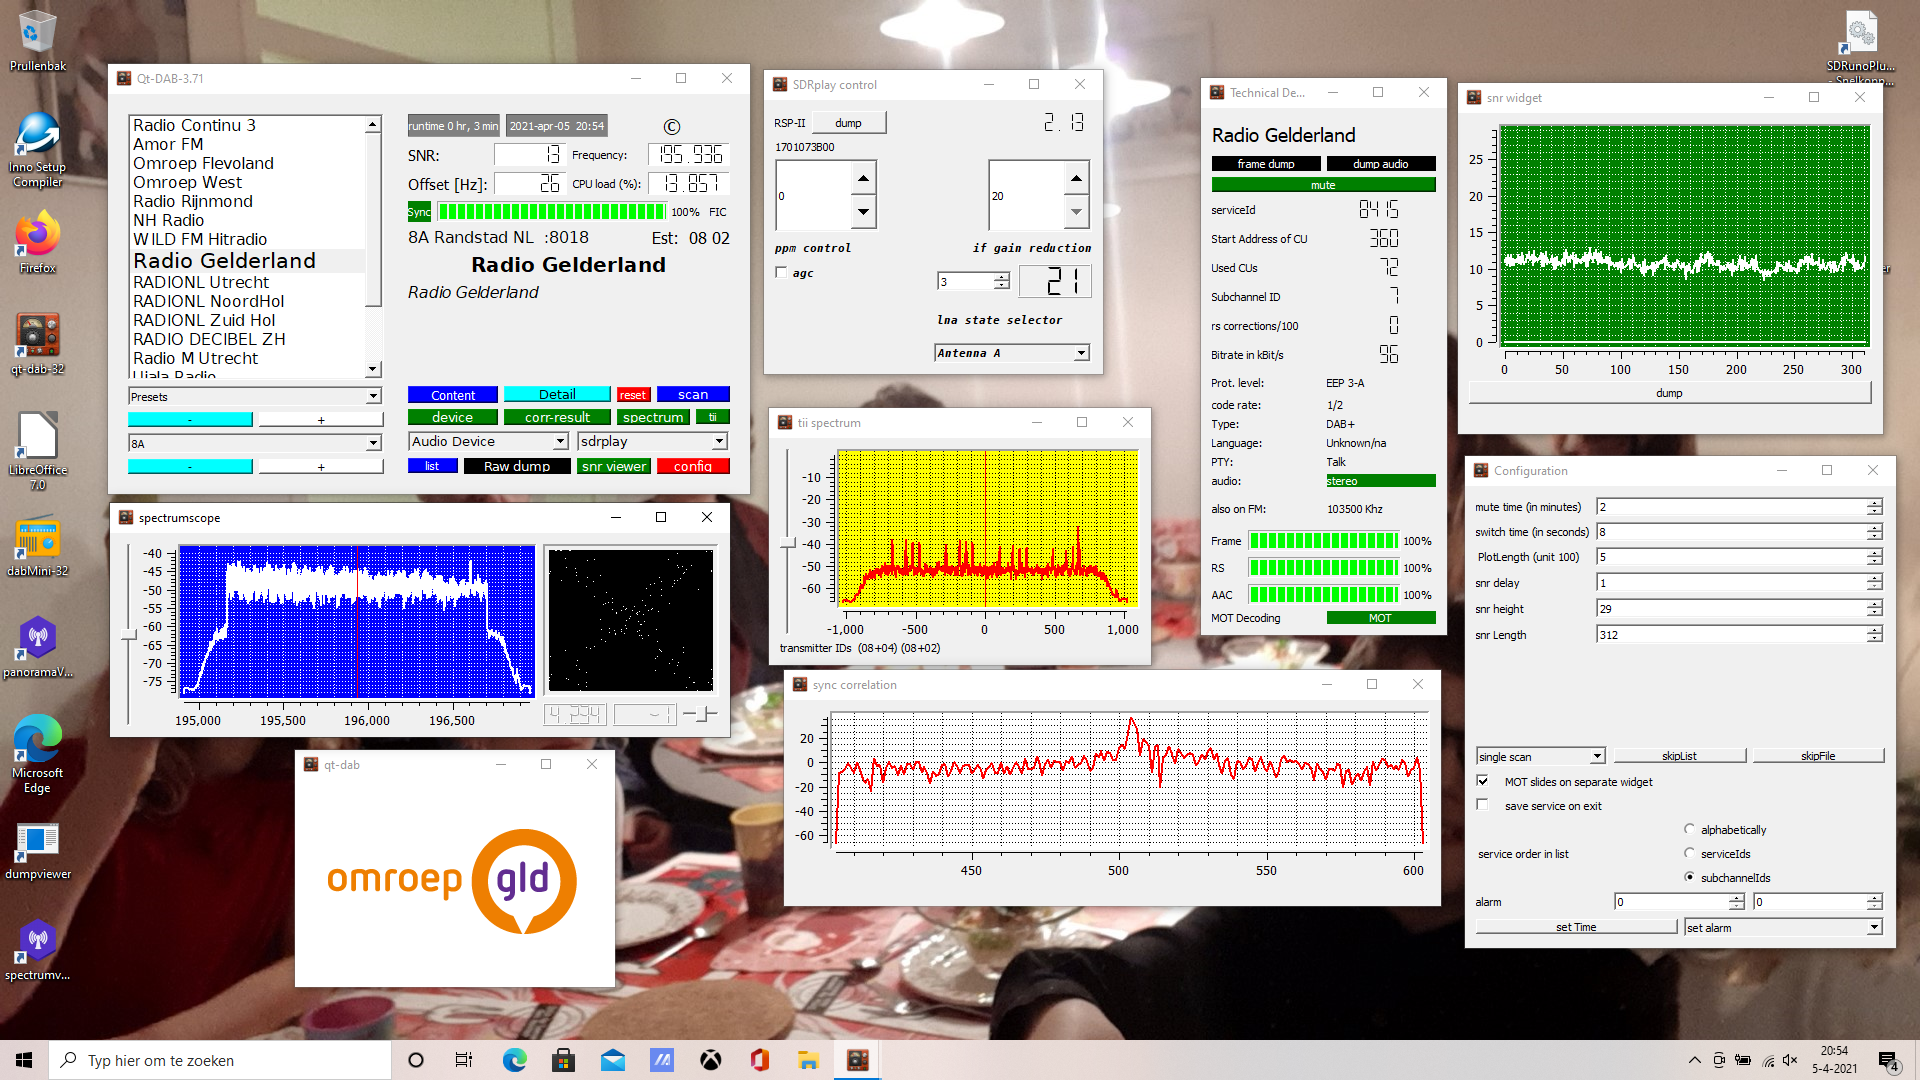 Prullenbak
Inno Setup
Compiler
Firefox
qt-dab-32
LibreOffice
7.0
dabMini-32
panoramaV...
Microsoft
Edge
dumpviewer
spectrumv...
SDRunoPlu...
Qt-DAB-3.71
Radio Continu 3
Amor FM
Omroep Flevoland
Omroep West
Radio Rijnmond
NH Radio
WILD FM Hitradio
Radio Gelderland
RADIONL Utrecht
RADIONL NoordHol
RADIONL Zuid Hol
RADIO DECIBEL ZH
Radio M Utrecht
Ujala Radio
Presets
- +
8A
- +
runtime 0 hr, 3 min 2021-apr-05 20:54 ©
SNR: 13 Frequency: 195.936
Offset [Hz]: 26 CPU load (%): 13.857
Sync 100% FIC
8A Randstad NL :8018 Est: 08 02
Radio Gelderland
Radio Gelderland
Content Detail reset scan
device corr-result spectrum tii
Audio Device sdrplay
list Raw dump snr viewer config
SDRplay control
RSP-II dump 2.13
1701073B00
0 20
ppm control if gain reduction
agc
3 21
lna state selector
Antenna A
Technical De...
Radio Gelderland
frame dump dump audio
mute
serviceId 8415
Start Address of CU 360
Used CUs 72
Subchannel ID 7
rs corrections/100 0
Bitrate in kBit/s 96
Prot. level: EEP 3-A
code rate: 1/2
Type: DAB+
Language: Unknown/na
PTY: Talk
audio: stereo
also on FM: 103500 Khz
Frame 100%
RS 100%
AAC 100%
MOT Decoding MOT
snr widget
25
20
15
10
5
0
0 50 100 150 200 250 300
dump
tii spectrum
-10
-20
-30
-40
-50
-60
-1,000 -500 0 500 1,000
transmitter IDs (08+04) (08+02)
spectrumscope
-40
-45
-50
-55
-60
-65
-70
-75
195,000 195,500 196,000 196,500
4.294 -1
sync correlation
20
0
-20
-40
-60
450 500 550 600
qt-dab
omroep gld
Configuration
mute time (in minutes) 2
switch time (in seconds) 8
PlotLength (unit 100) 5
snr delay 1
snr height 29
snr Length 312
single scan skipList skipFile
MOT slides on separate widget
save service on exit
alphabetically
service order in list serviceIds
subchannelIds
alarm 0 0
set Time set alarm
Typ hier om te zoeken
20:54
5-4-2021
4